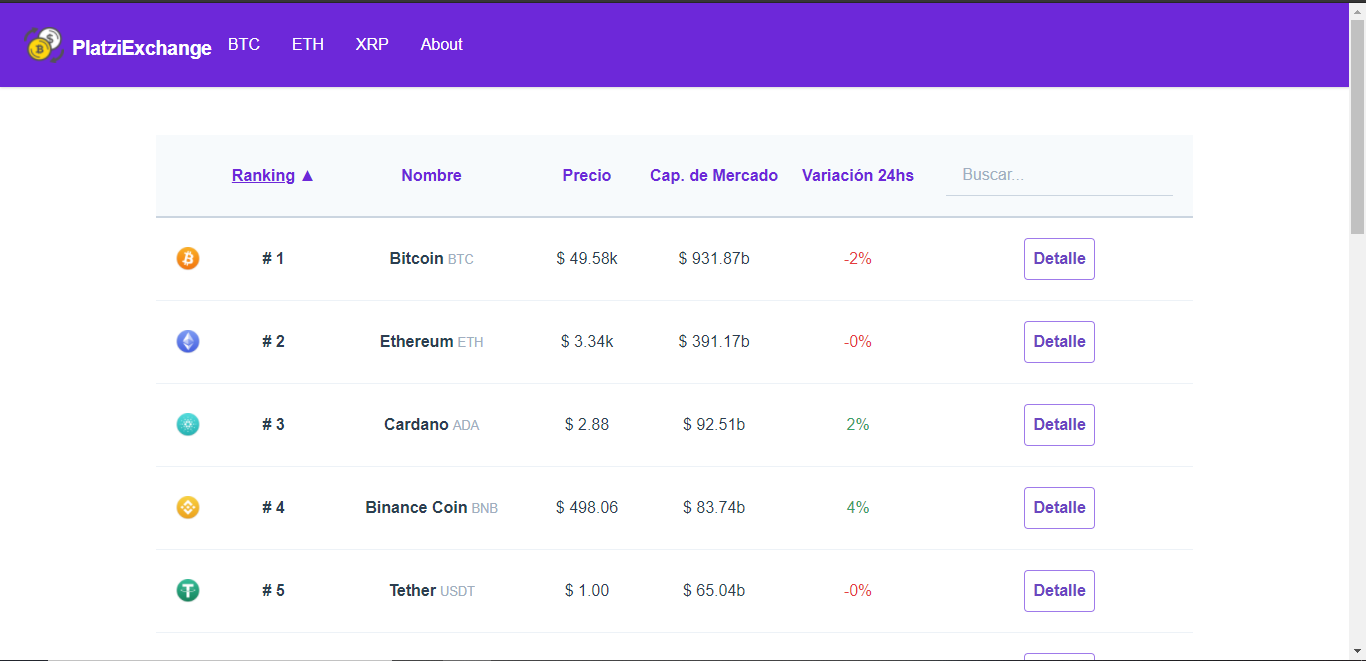 PlatziExchange BTC ETH XRP About
Ranking ▲ Nombre Precio Cap. de Mercado Variación 24hs Buscar...
# 1 Bitcoin BTC $ 49.58k $ 931.87b -2% Detalle
# 2 Ethereum ETH $ 3.34k $ 391.17b -0% Detalle
# 3 Cardano ADA $ 2.88 $ 92.51b 2% Detalle
# 4 Binance Coin BNB $ 498.06 $ 83.74b 4% Detalle
# 5 Tether USDT $ 1.00 $ 65.04b -0% Detalle